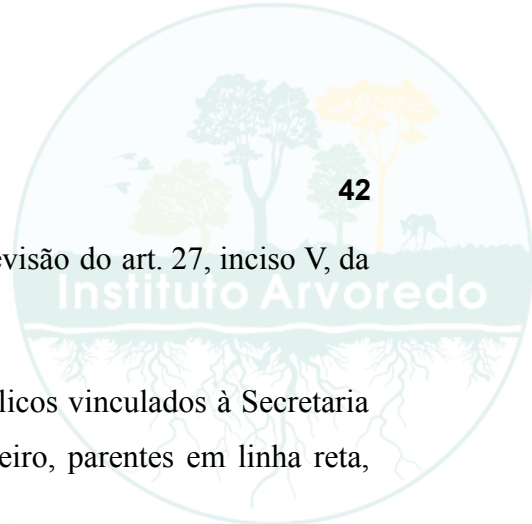 42
evisão do art. 27, inciso V, da
Instituto Arvoredo
licos vinculados à Secretaria
eiro, parentes em linha reta,